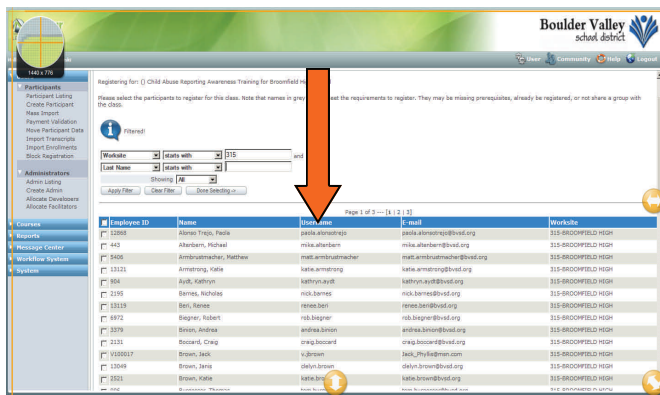 Boulder Valley
school district
User Community Help Logout
1440 x 776
Participants
Participant Listing
Create Participant
Mass Import
Payment Validation
Move Participant Data
Import Transcripts
Import Enrollments
Block Registration
Administrators
Admin Listing
Create Admin
Allocate Developers
Allocate Facilitators
Courses
Reports
Message Center
Workflow System
System
Registering for: () Child Abuse Reporting Awareness Training for Broomfield
Please select the participants to register for this class. Note that names in grey the requirements to register. They may be missing prerequisites, already be registered, or not share a group with
the class.
Filtered!
Worksite starts with 315 and
Last Name starts with
Showing All
Apply Filter Clear Filter Done Selecting ->
Page 1 of 3 --- [1 | 2 | 3]
Employee ID Name Username E-mail Worksite
12868 Alonso Trejo, Paola paola.alonsotrejo paola.alonsotrejo@bvsd.org 315-BROOMFIELD HIGH
443 Altenbern, Michael mike.altenbern mike.altenbern@bvsd.org 315-BROOMFIELD HIGH
5406 Armbrustmacher, Matthew matt.armbrustmacher matt.armbrustmacher@bvsd.org 315-BROOMFIELD HIGH
13121 Armstrong, Katie katie.armstrong katie.armstrong@bvsd.org 315-BROOMFIELD HIGH
904 Aydt, Kathryn kathryn.aydt kathryn.aydt@bvsd.org 315-BROOMFIELD HIGH
2195 Barnes, Nicholas nick.barnes nick.barnes@bvsd.org 315-BROOMFIELD HIGH
13119 Beri, Renee renee.beri renee.beri@bvsd.org 315-BROOMFIELD HIGH
6972 Biegner, Robert rob.biegner rob.biegner@bvsd.org 315-BROOMFIELD HIGH
3379 Binion, Andrea andrea.binion andrea.binion@bvsd.org 315-BROOMFIELD HIGH
2131 Boccard, Craig craig.boccard craig.boccard@bvsd.org 315-BROOMFIELD HIGH
V100017 Brown, Jack v.jbrown Jack_Phyllis@msn.com 315-BROOMFIELD HIGH
13049 Brown, Janis clelyn.brown clelyn.brown@bvsd.org 315-BROOMFIELD HIGH
2521 Brown, Katie katie.bro katie.brown@bvsd.org 315-BROOMFIELD HIGH